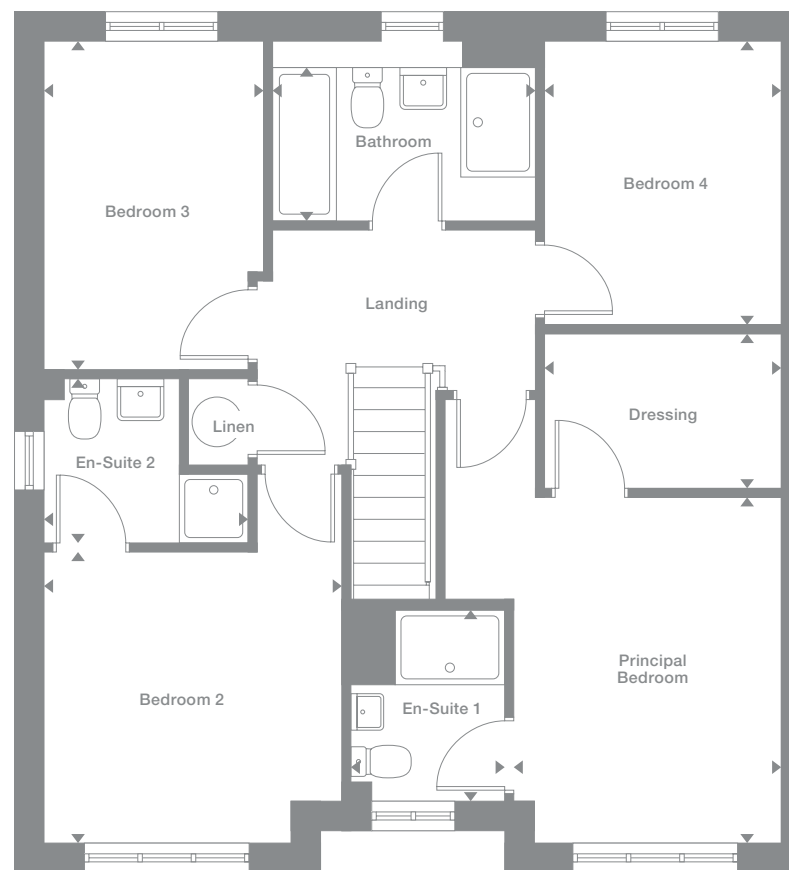 Bathroom
Bedroom 4
Bedroom 3
Landing
Dressing
Linen
En-Suite 2
Principal
Bedroom
Bedroom 2
En-Suite 1